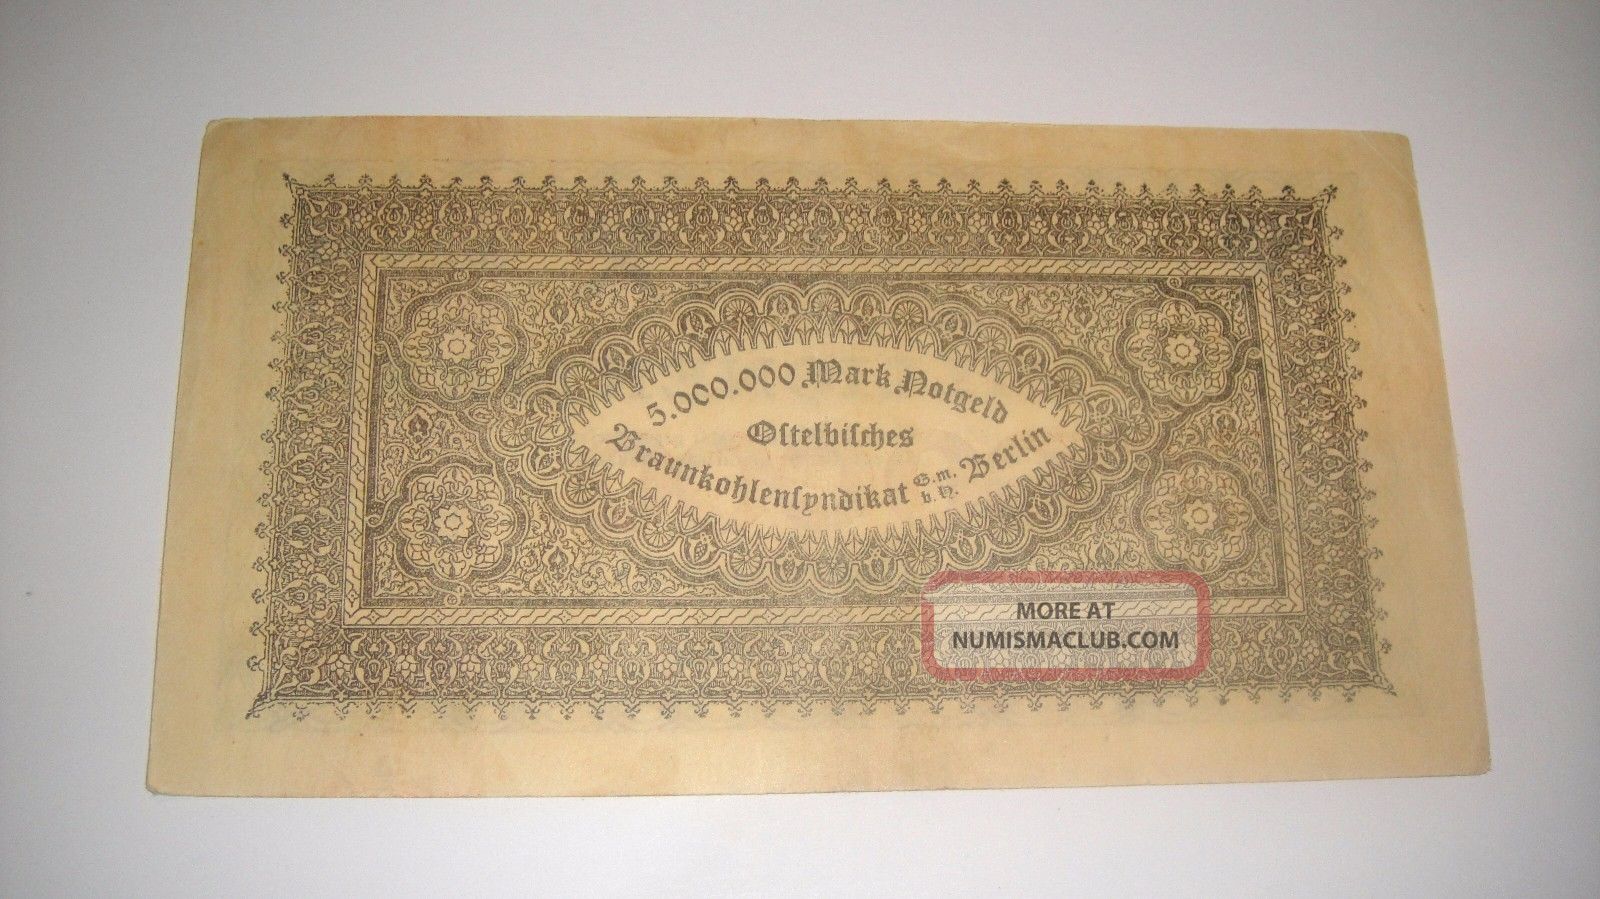 5.000.000 Mark Notgeld
Oſtelbiſches
Braunkohlenſyndikat G.m.b.H. Berlin
MORE AT
NUMISMACLUB.COM